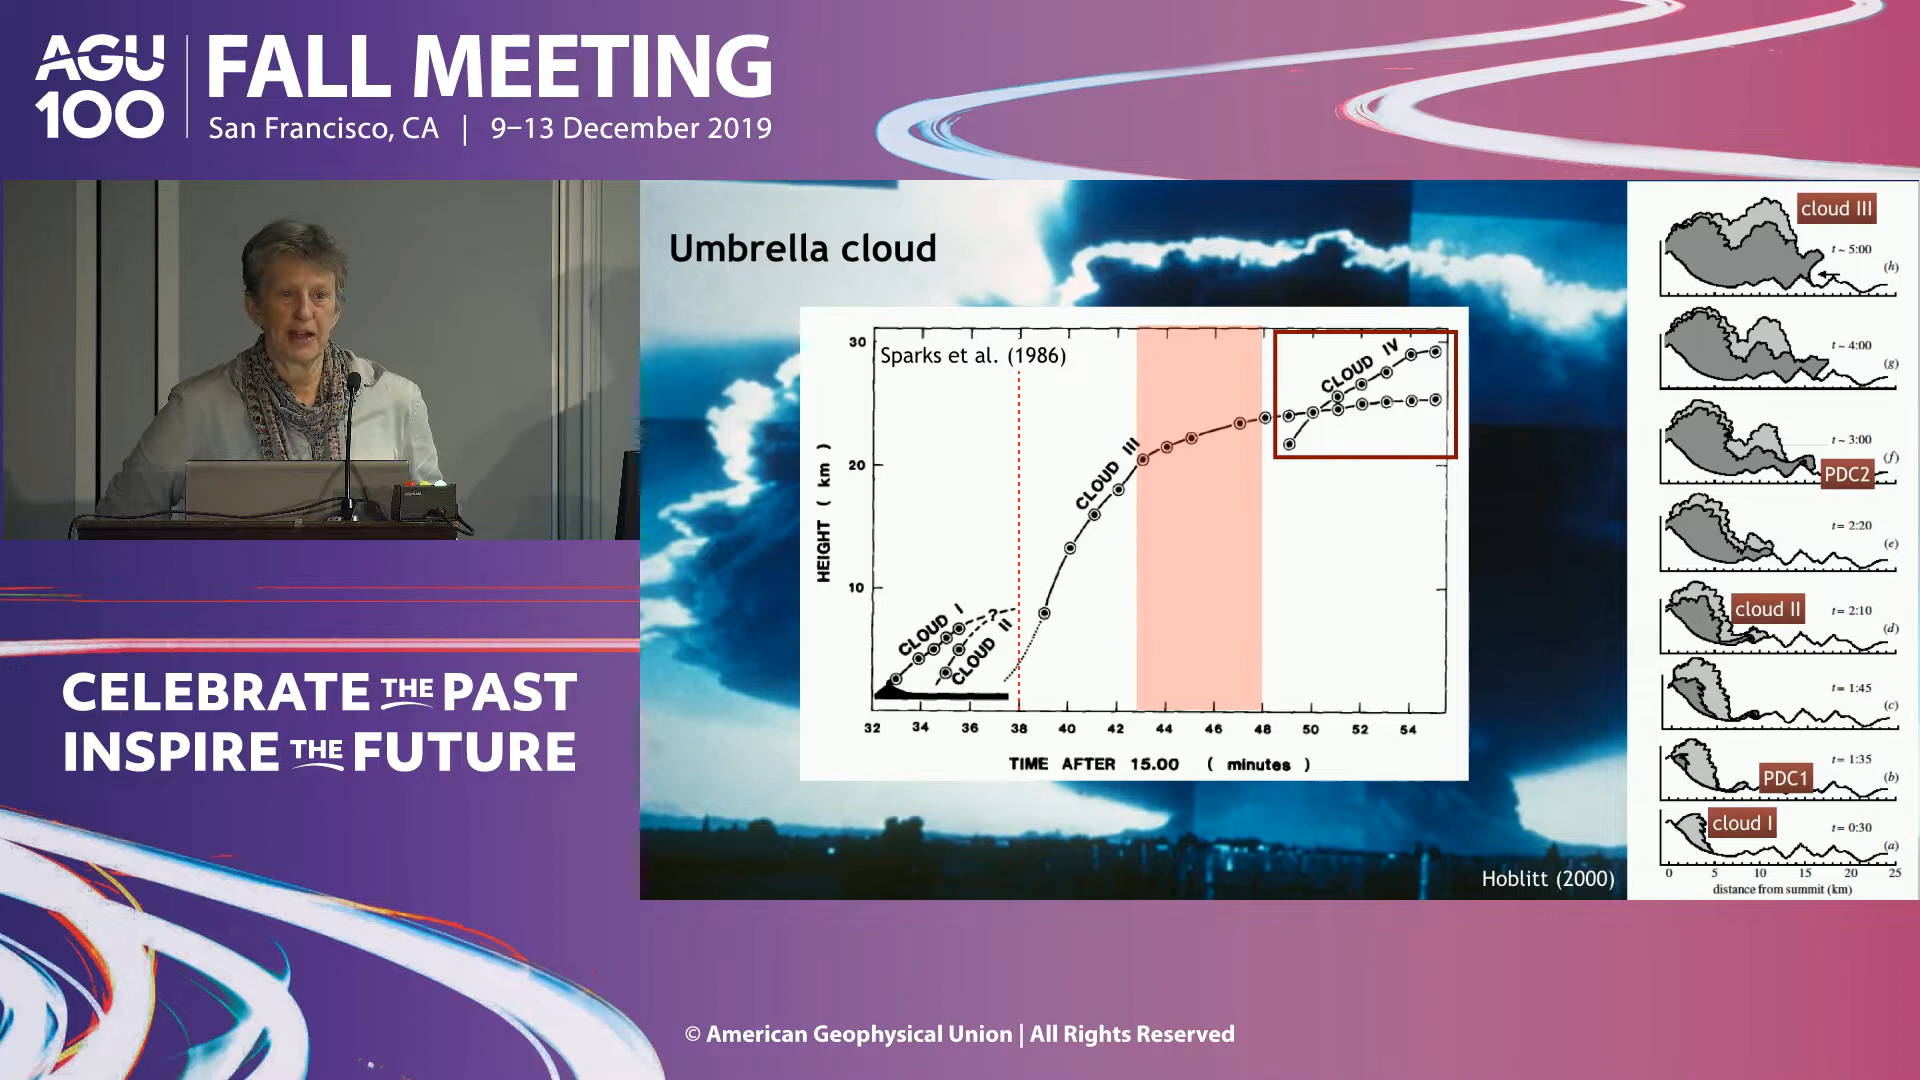 AGU
100
FALL MEETING
San Francisco, CA | 9–13 December 2019
Umbrella cloud
Sparks et al. (1986)
30
20
10
HEIGHT ( km )
CLOUD I
?
CLOUD II
CLOUD III
CLOUD IV
32 34 36 38 40 42 44 46 48 50 52 54
TIME AFTER 15.00 ( minutes )
Hoblitt (2000)
cloud III
t ~ 5:00
(h)
t ~ 4:00
(g)
t ~ 3:00
(f)
PDC2
t= 2:20
(e)
cloud II
t= 2:10
(d)
t= 1:45
(c)
t= 1:35
PDC1
(b)
cloud I
t= 0:30
(a)
0 5 10 15 20 25
distance from summit (km)
CELEBRATE THE PAST
INSPIRE THE FUTURE
© American Geophysical Union | All Rights Reserved